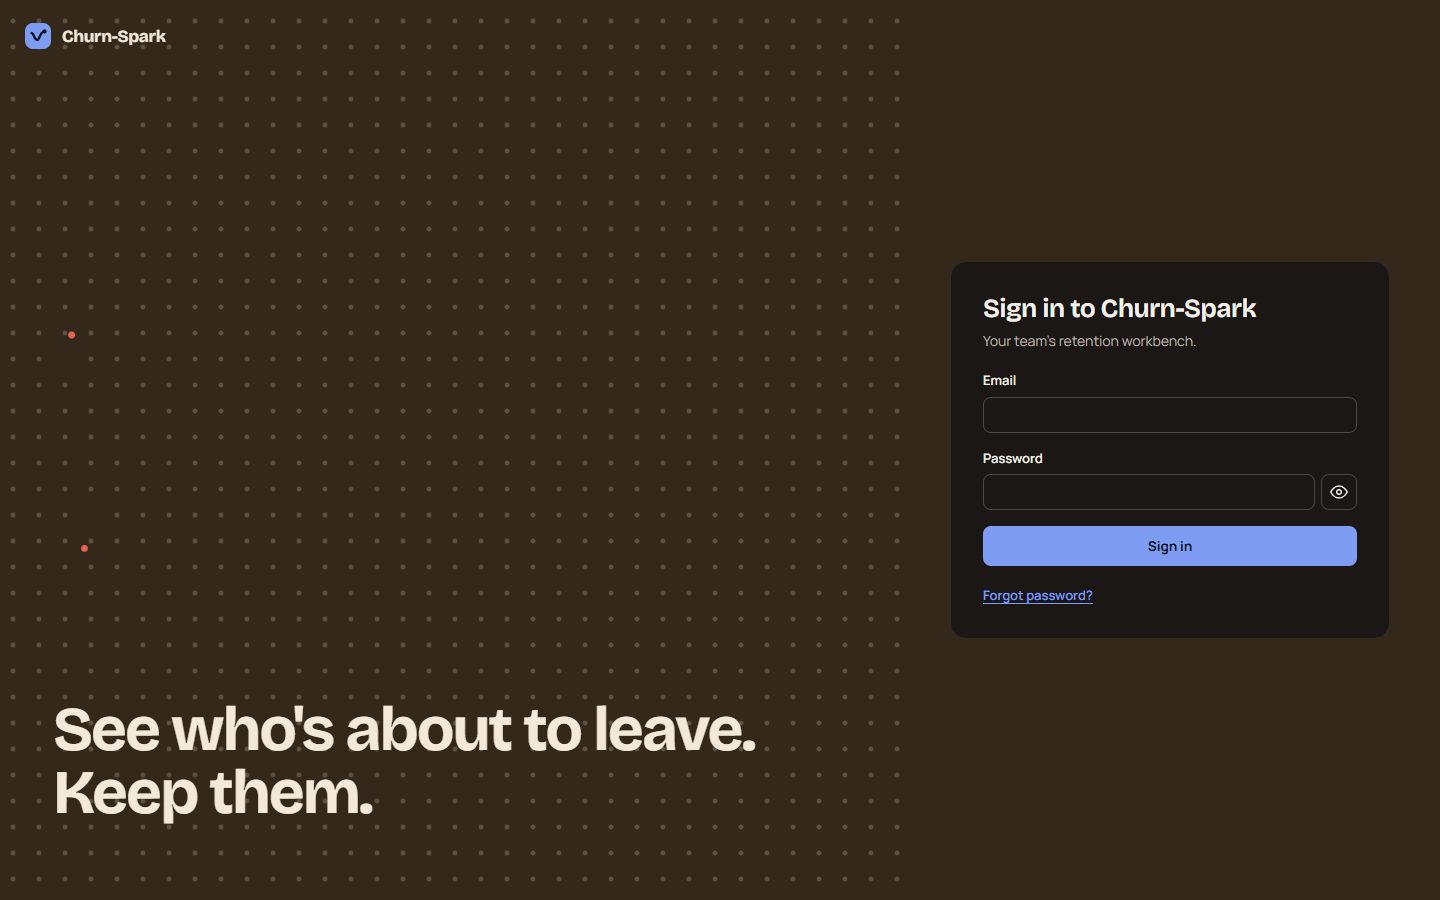 Churn-Spark
See who's about to leave.
Keep them.
Sign in to Churn-Spark
Your team's retention workbench.
Email
Password
Sign in
Forgot password?